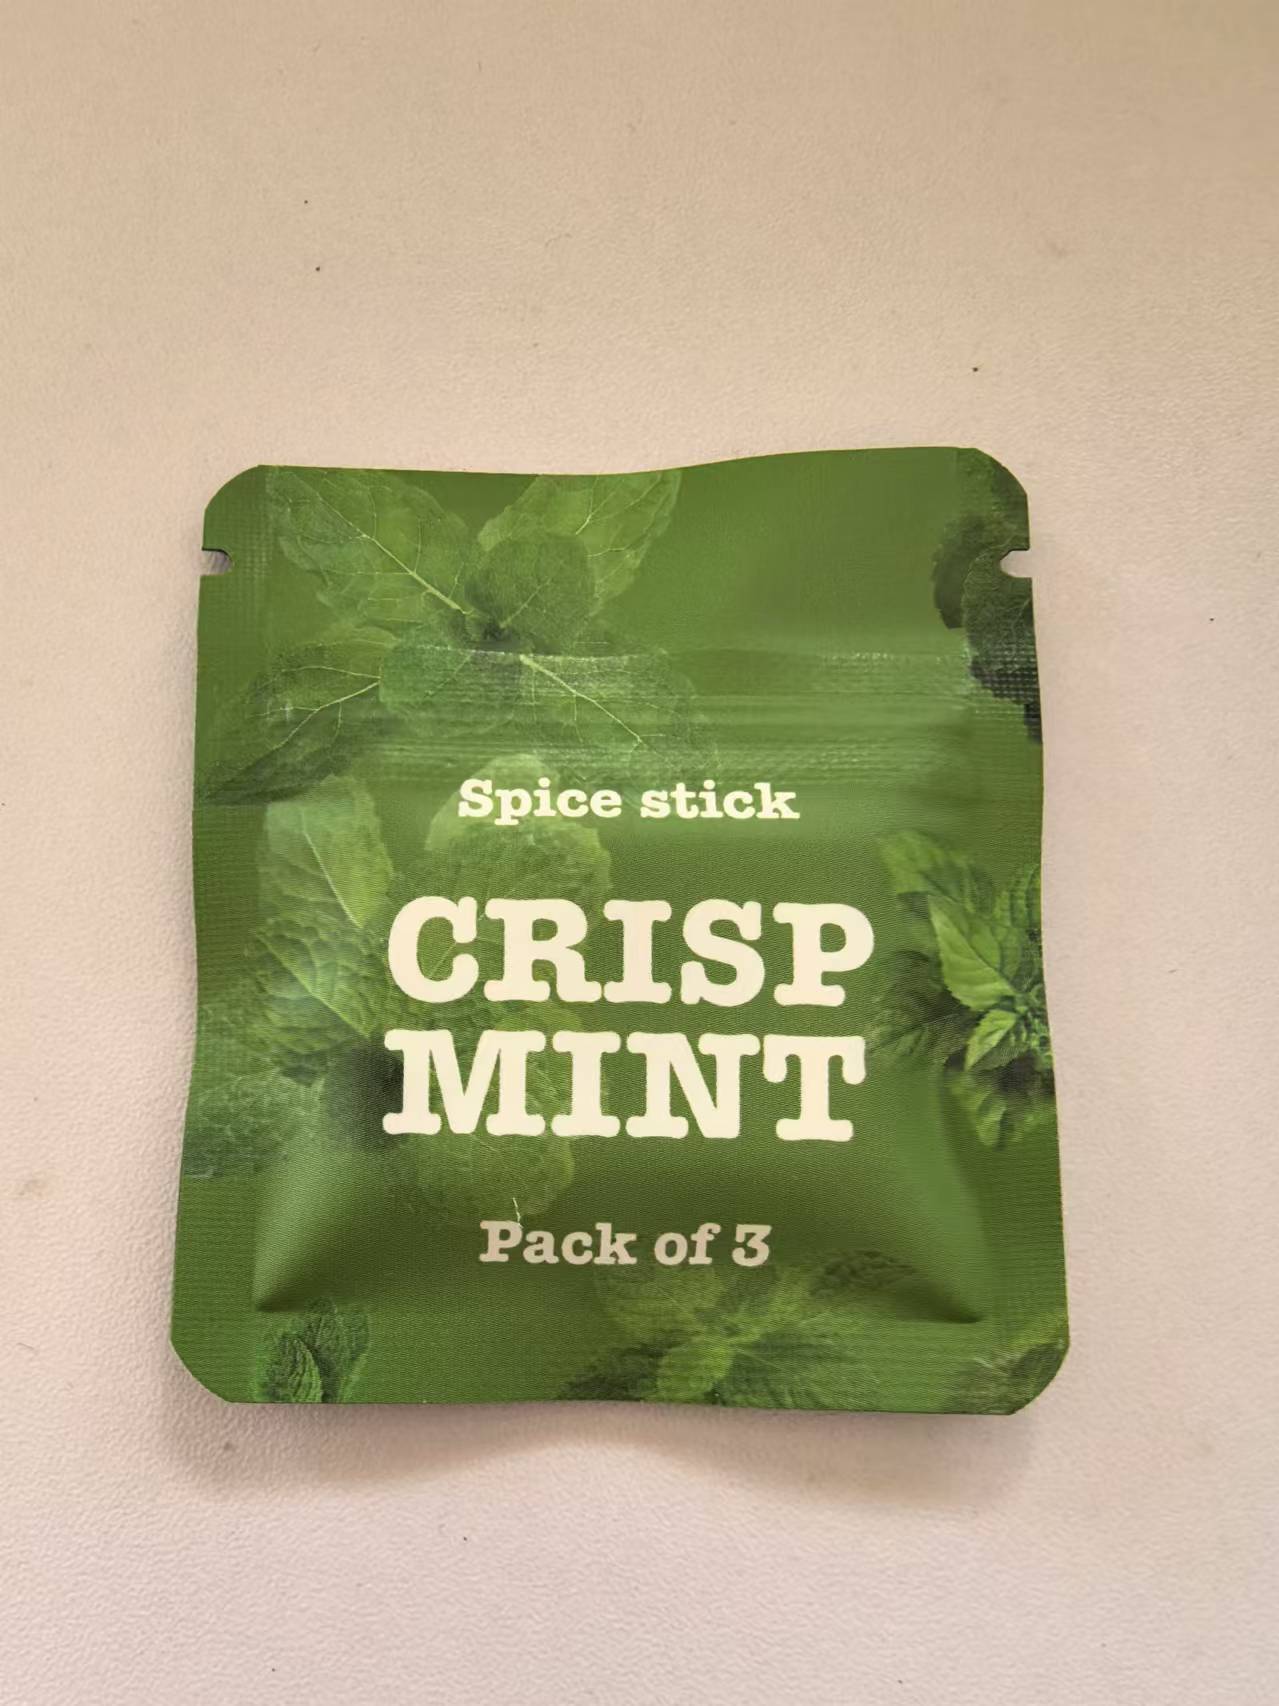 Spice stick
CRISP
MINT
Pack of 3